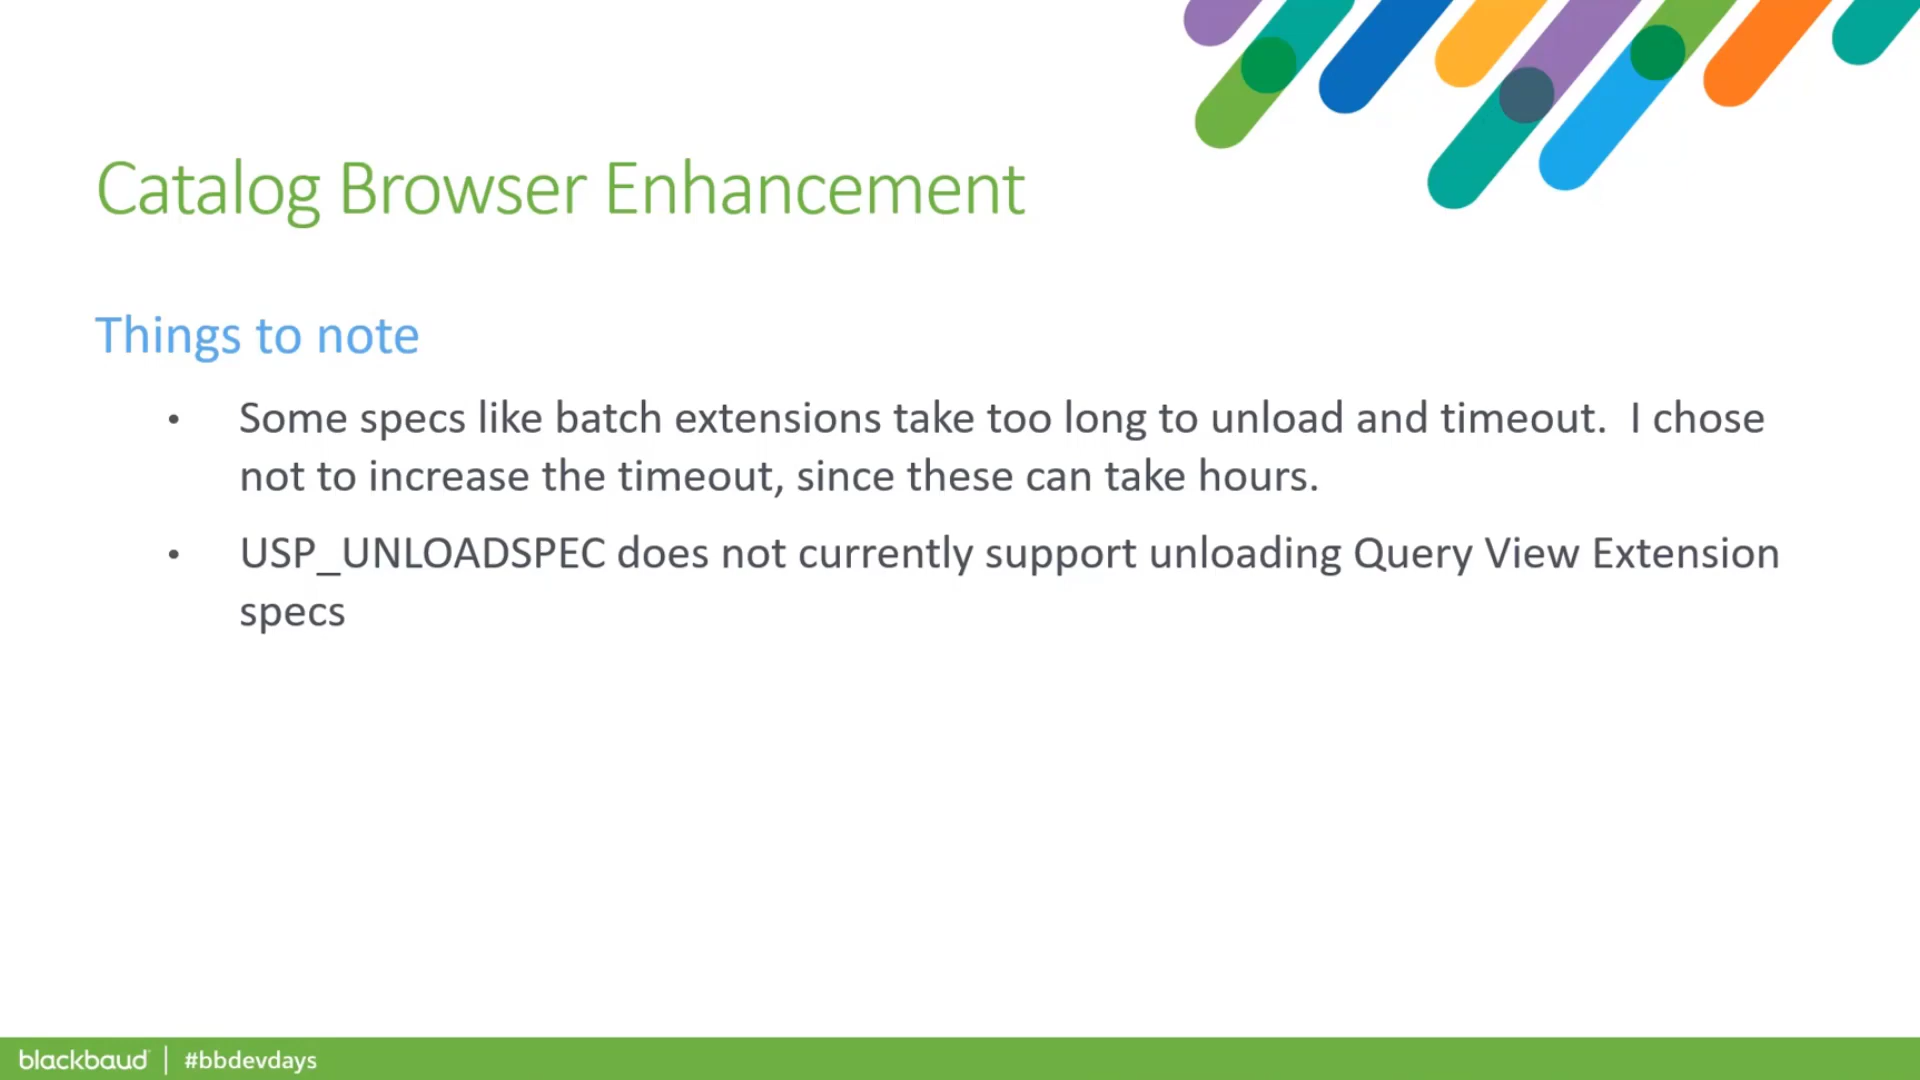 Catalog Browser Enhancement
Things to note
• Some specs like batch extensions take too long to unload and timeout.  I chose
not to increase the timeout, since these can take hours.
• USP_UNLOADSPEC does not currently support unloading Query View Extension
specs
blackbaud | #bbdevdays